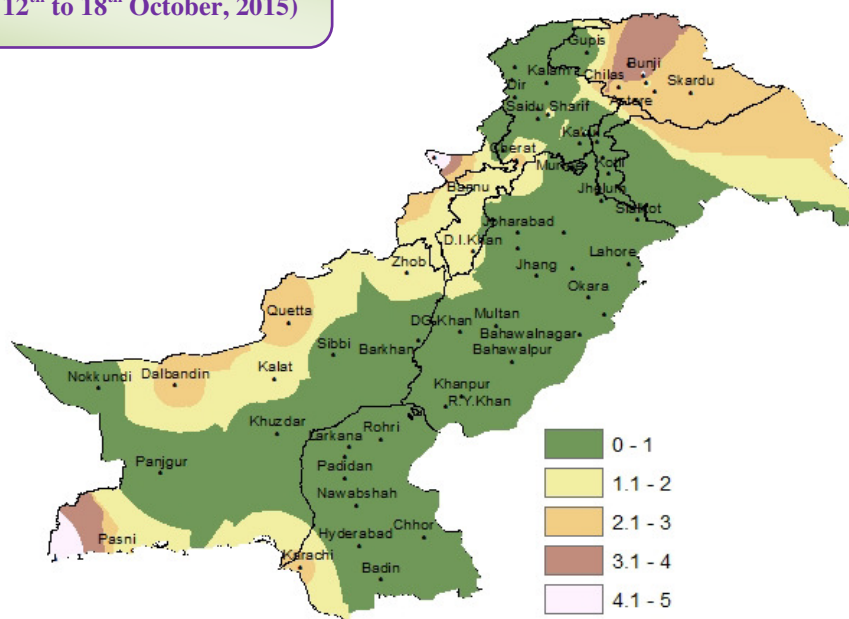 12th to 18th October, 2015)
Gupis
Bunji
Kalam
Chilas
Skardu
Dir
Astore
Saidu Sharif
Kakul
Cherat
Murree
Kotli
Bannu
Jhelum
Sialkot
Joharabad
D.I.Khan
Lahore
Zhob
Jhang
Okara
Quetta
DG.Khan
Multan
Sibbi
Bahawalnagar
Barkhan
Bahawalpur
Nokkundi
Dalbandin
Kalat
Khanpur
R.Y.Khan
Khuzdar
Rohri
Larkana
Panjgur
Padidan
Nawabshah
Chhor
Pasni
Hyderabad
Karachi
Badin
0 - 1
1.1 - 2
2.1 - 3
3.1 - 4
4.1 - 5